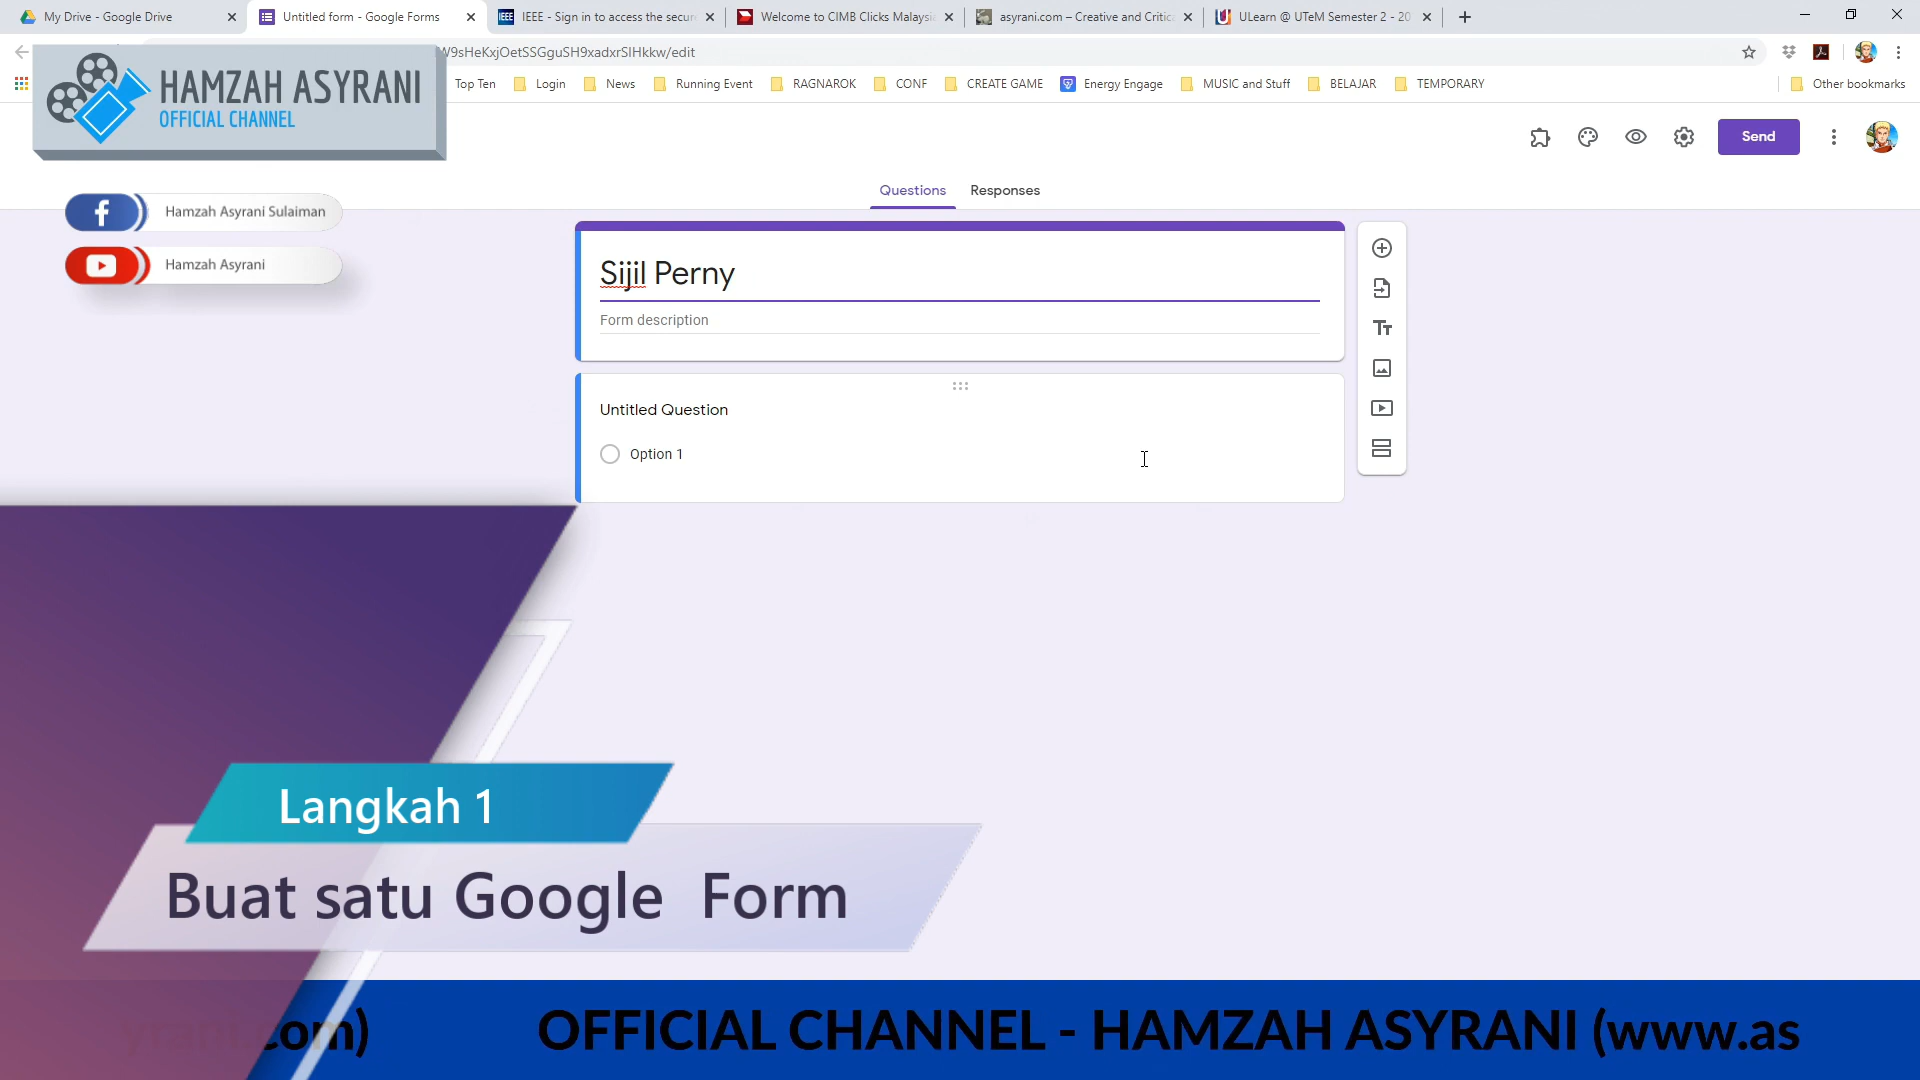 My Drive - Google Drive
Untitled form - Google Forms
IEEE - Sign in to access the secur
Welcome to CIMB Clicks Malaysi
asyrani.com – Creative and Critic
ULearn @ UTeM Semester 2 - 20
W9sHeKxjOetSSGguSH9xadxrSIHkkw/edit
Top Ten
Login
News
Running Event
RAGNAROK
CONF
CREATE GAME
Energy Engage
MUSIC and Stuff
BELAJAR
TEMPORARY
Other bookmarks
HAMZAH ASYRANI
OFFICIAL CHANNEL
Send
Questions
Responses
Hamzah Asyrani Sulaiman
Hamzah Asyrani
Sijil Perny
Form description
Untitled Question
Option 1
Langkah 1
Buat satu Google Form
yrani.com)
OFFICIAL CHANNEL - HAMZAH ASYRANI (www.as